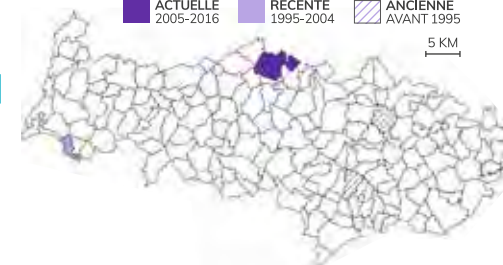 ACTUELLE
2005-2016
RECENTE
1995-2004
ANCIENNE
AVANT 1995
5 KM